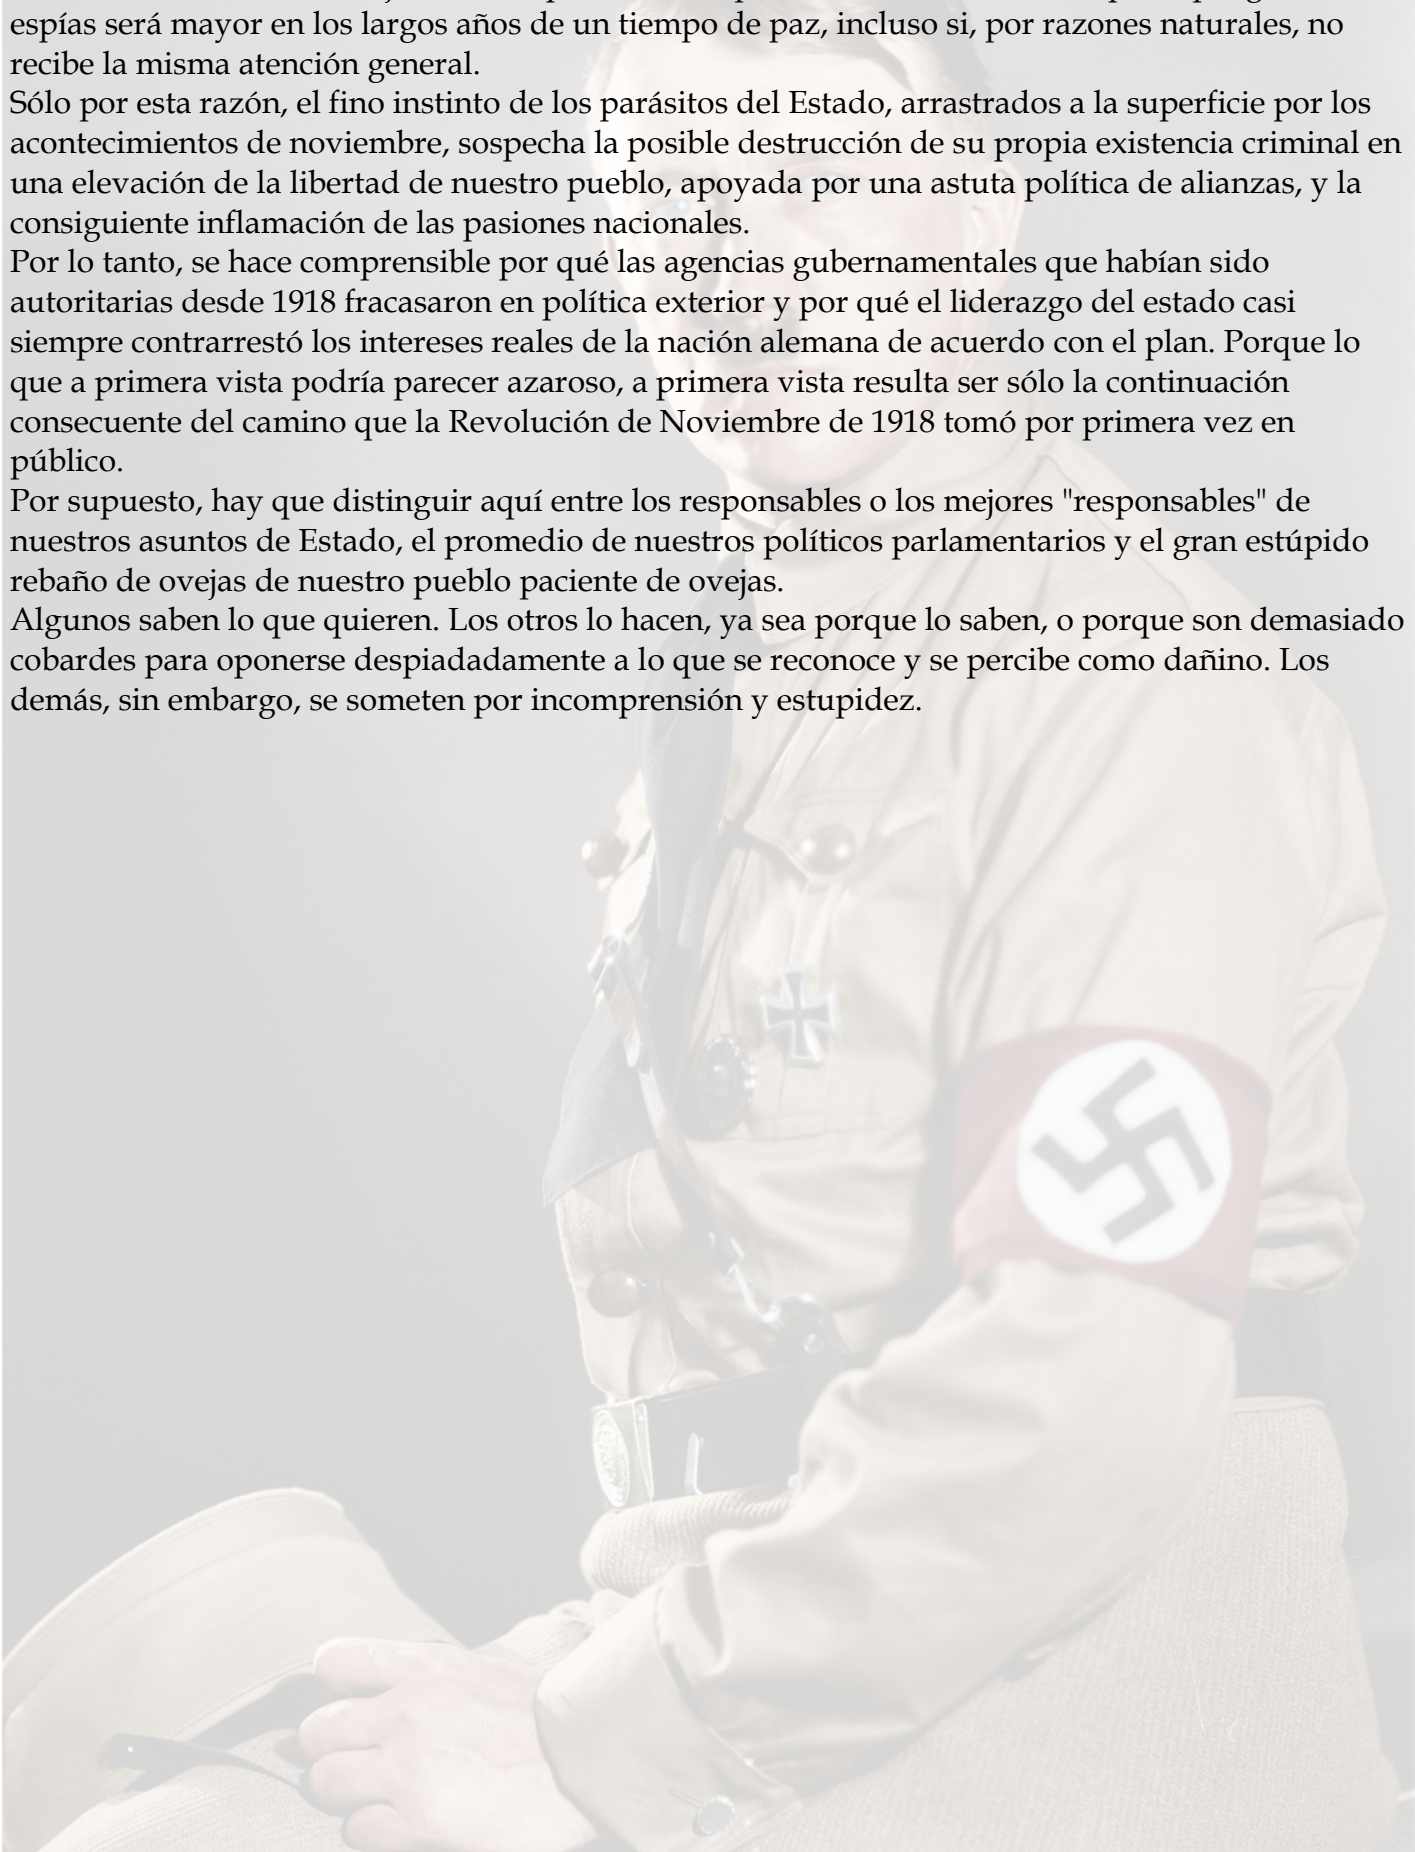 espías será mayor en los largos años de un tiempo de paz, incluso si, por razones naturales, no
recibe la misma atención general.
Sólo por esta razón, el fino instinto de los parásitos del Estado, arrastrados a la superficie por los
acontecimientos de noviembre, sospecha la posible destrucción de su propia existencia criminal en
una elevación de la libertad de nuestro pueblo, apoyada por una astuta política de alianzas, y la
consiguiente inflamación de las pasiones nacionales.
Por lo tanto, se hace comprensible por qué las agencias gubernamentales que habían sido
autoritarias desde 1918 fracasaron en política exterior y por qué el liderazgo del estado casi
siempre contrarrestó los intereses reales de la nación alemana de acuerdo con el plan. Porque lo
que a primera vista podría parecer azaroso, a primera vista resulta ser sólo la continuación
consecuente del camino que la Revolución de Noviembre de 1918 tomó por primera vez en
público.
Por supuesto, hay que distinguir aquí entre los responsables o los mejores "responsables" de
nuestros asuntos de Estado, el promedio de nuestros políticos parlamentarios y el gran estúpido
rebaño de ovejas de nuestro pueblo paciente de ovejas.
Algunos saben lo que quieren. Los otros lo hacen, ya sea porque lo saben, o porque son demasiado
cobardes para oponerse despiadadamente a lo que se reconoce y se percibe como dañino. Los
demás, sin embargo, se someten por incomprensión y estupidez.